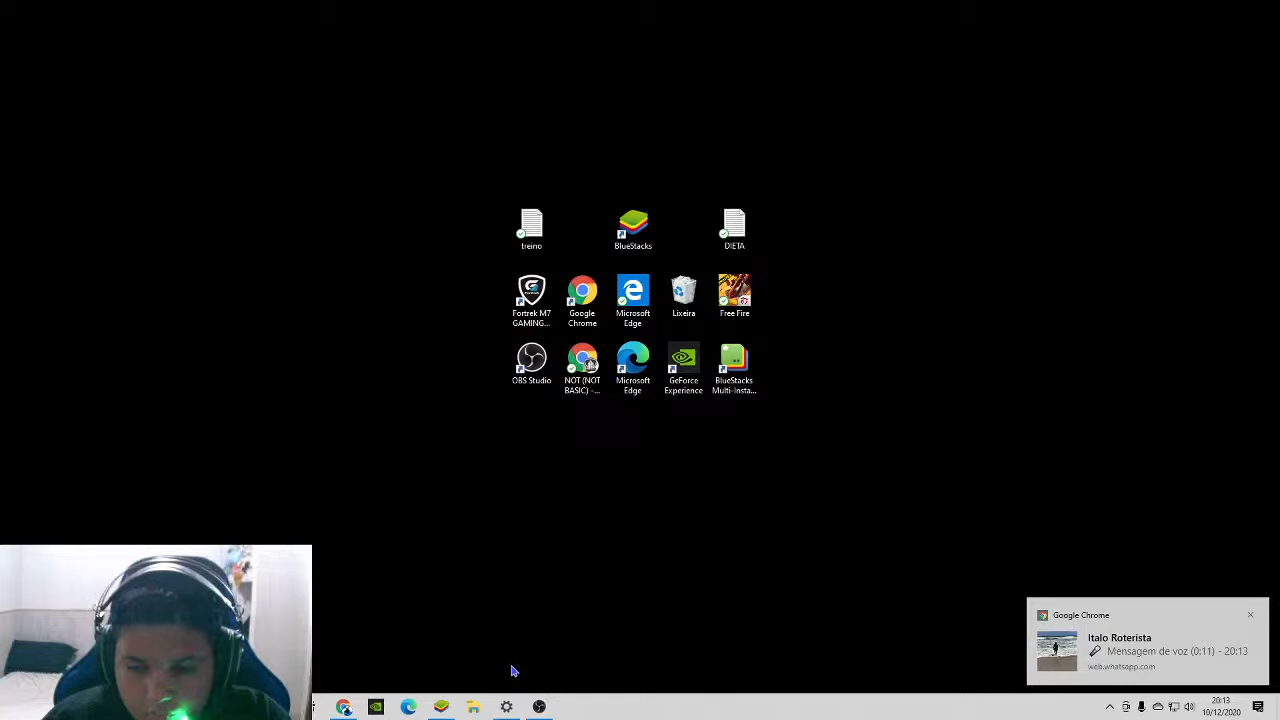 treino
BlueStacks
DIETA
Fortrek M7
GAMING...
Google
Chrome
Microsoft
Edge
Lixeira
Free Fire
OBS Studio
NOT (NOT
BASIC) -...
Microsoft
Edge
GeForce
Experience
BlueStacks
Multi-Insta...
Google Chrome
Italo Roterista
Mensagem de voz (0:11) - 20:13
web.whatsapp.com
20:13
10/12/2020